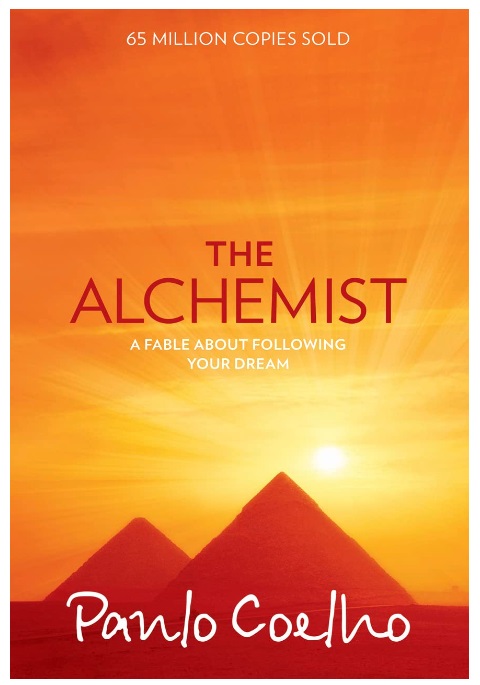 65 MILLION COPIES SOLD
THE
ALCHEMIST
A FABLE ABOUT FOLLOWING
YOUR DREAM
Paulo Coelho